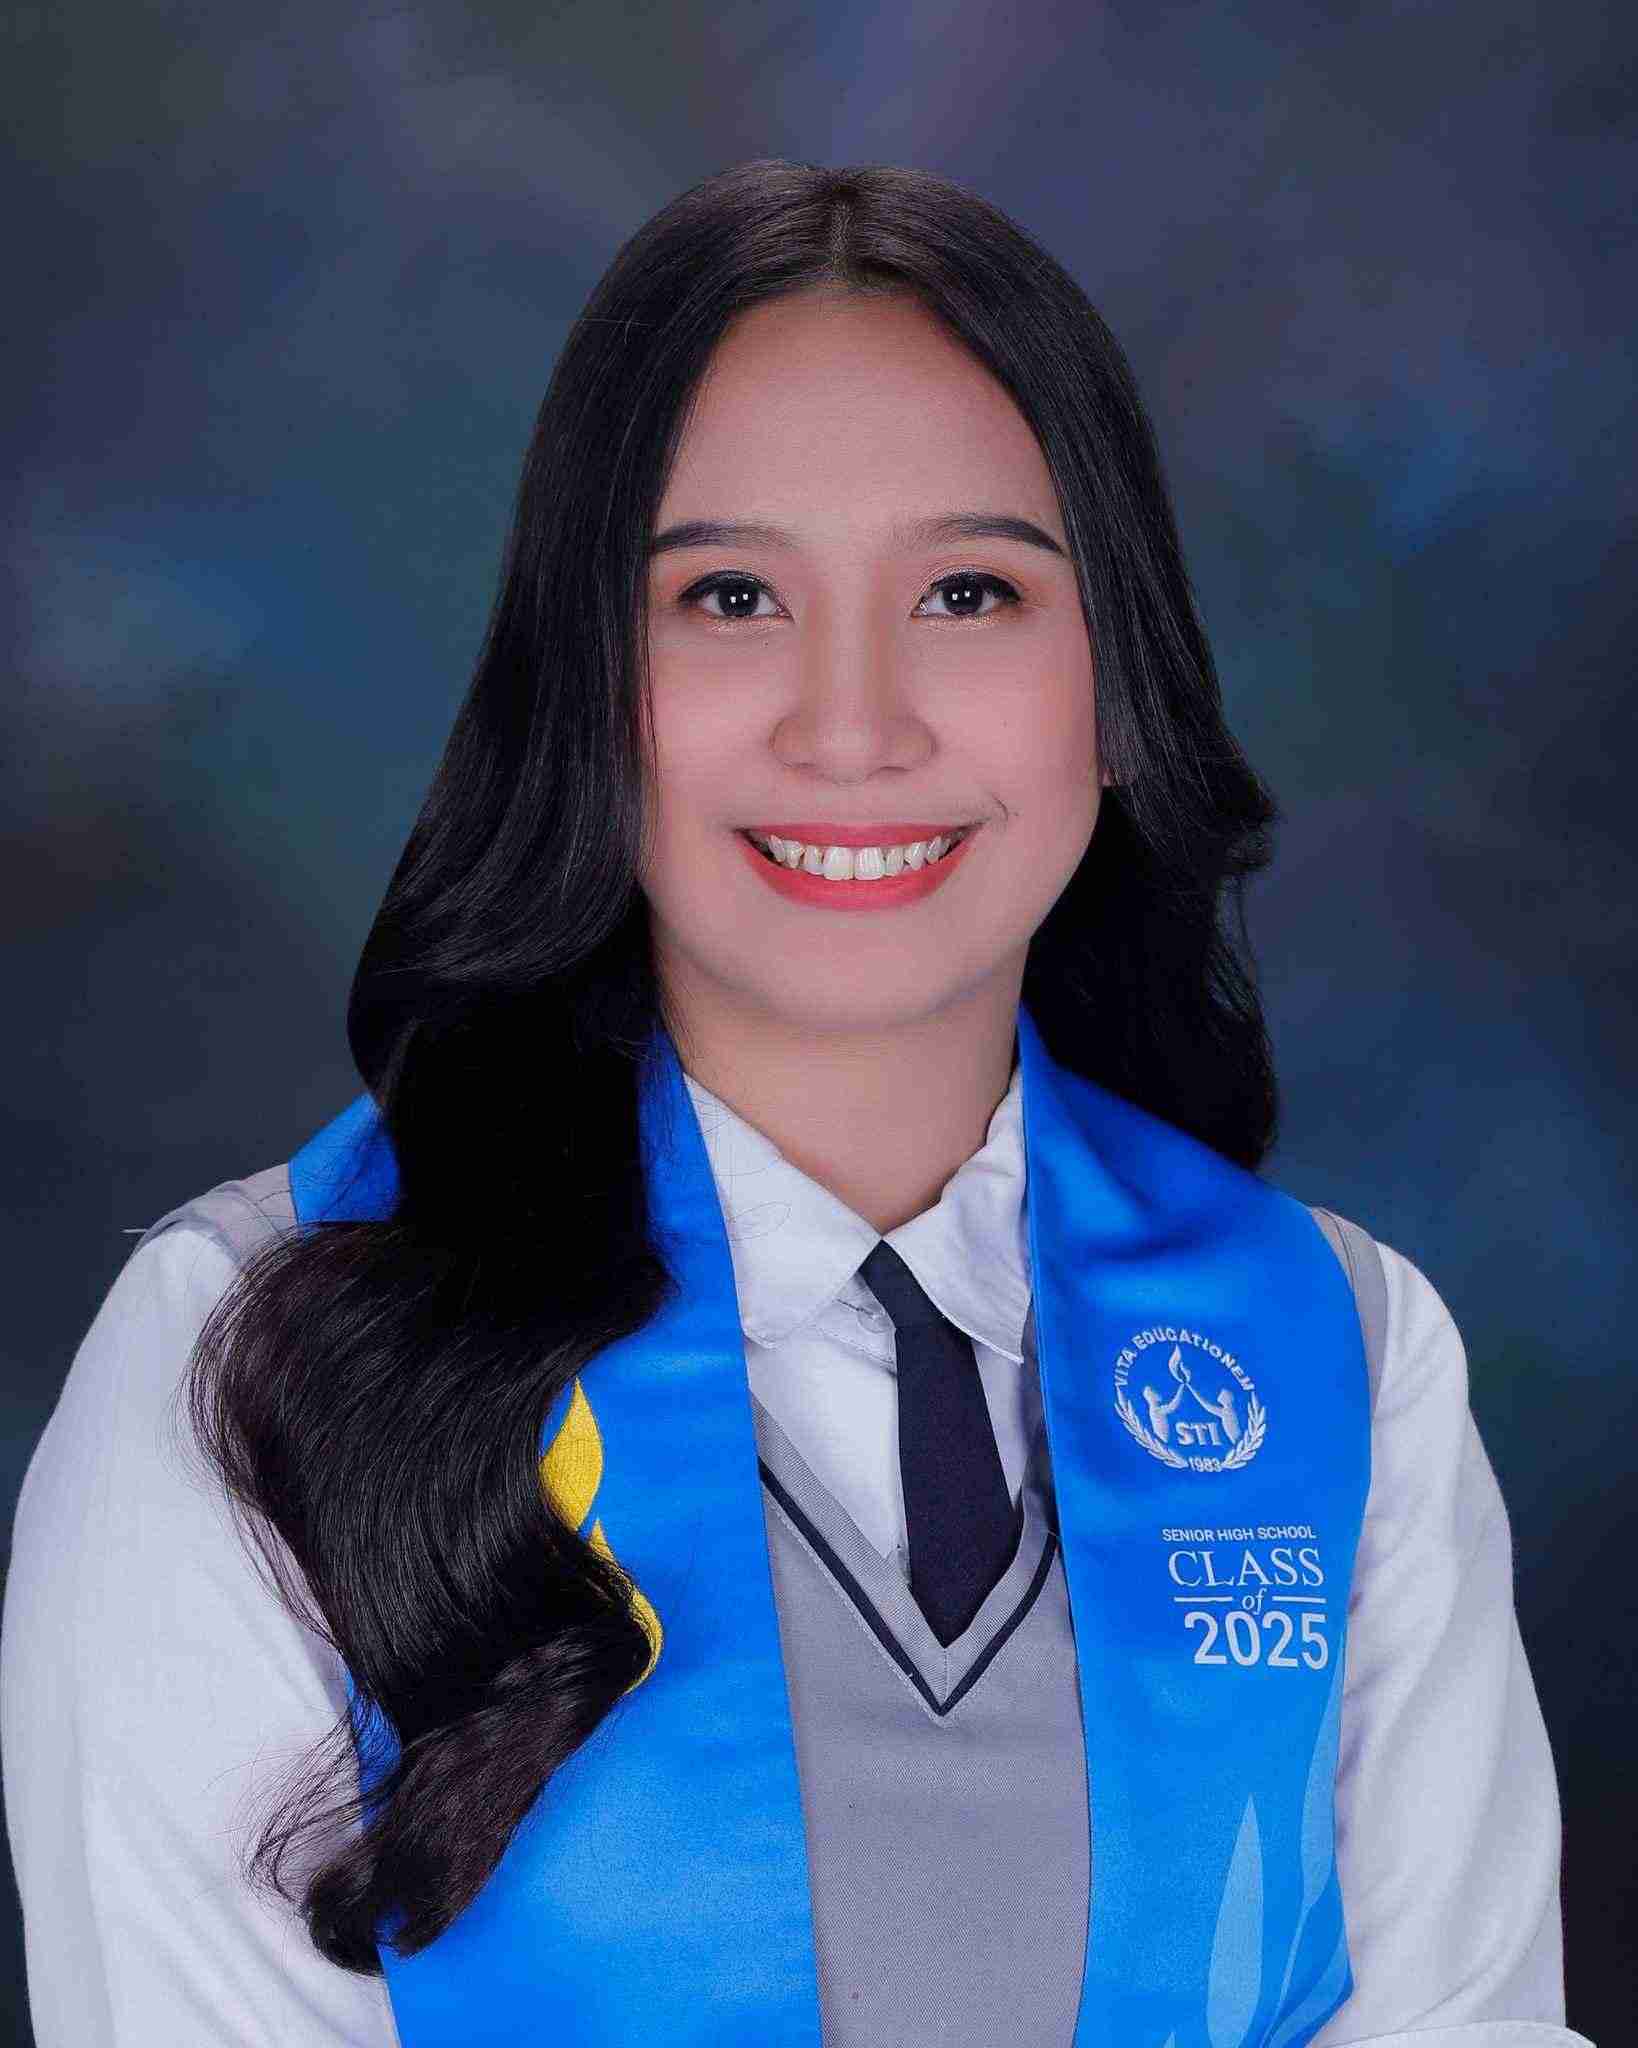 VITA EDUCATIONEM
STI
1983
SENIOR HIGH SCHOOL
CLASS
of
2025